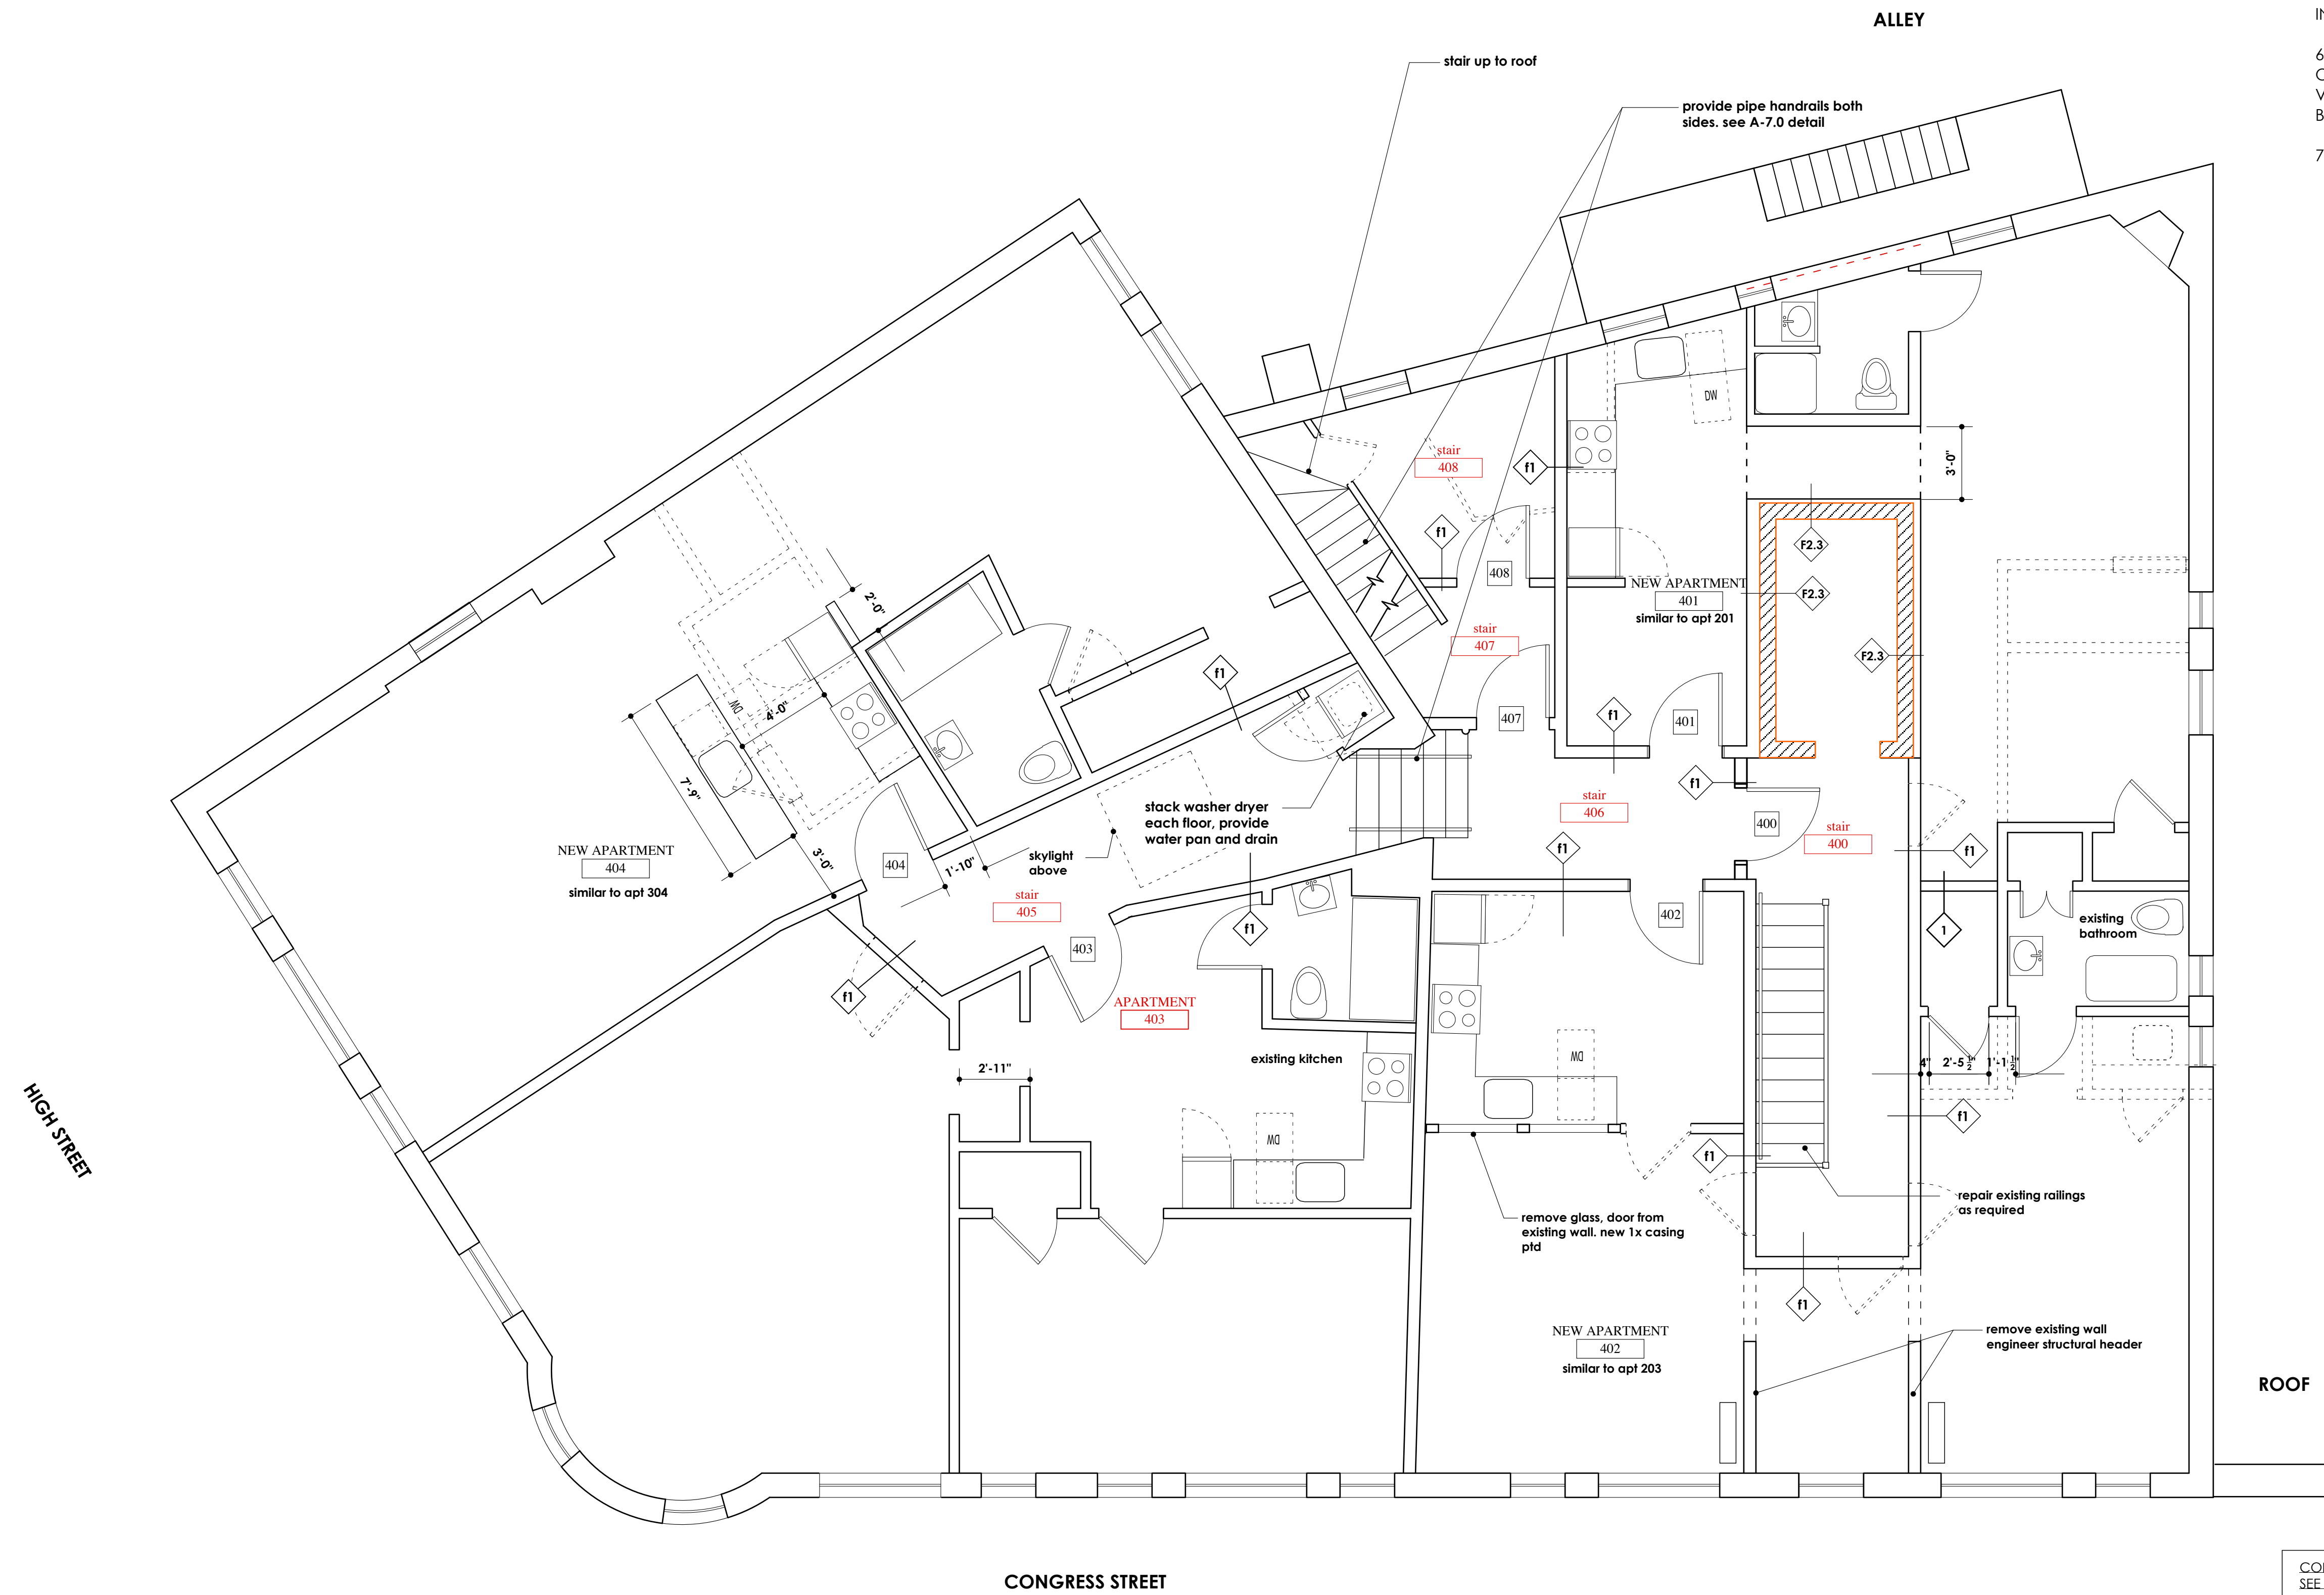 ALLEY
IN
6
C
V
B
7
stair up to roof
provide pipe handrails both
sides. see A-7.0 detail
stair
408
f1
DW
3'-0"
f1
408
F2.3
NEW APARTMENT
401
similar to apt 201
F2.3
stair
407
F2.3
2'-0"
f1
DW
4'-0"
407
f1
401
7'-9"
f1
stack washer dryer
each floor, provide
water pan and drain
stair
406
400
stair
400
skylight
above
f1
f1
NEW APARTMENT
404
similar to apt 304
3'-0"
404
1'-10"
stair
405
403
f1
402
existing
bathroom
1
f1
APARTMENT
403
existing kitchen
DW
2'-11"
4"
2'-5 1/2"
1'-1 1/2"
f1
HIGH STREET
DW
f1
repair existing railings
as required
remove glass, door from
existing wall. new 1x casing
ptd
f1
NEW APARTMENT
402
similar to apt 203
remove existing wall
engineer structural header
ROOF
CONGRESS STREET
SEE